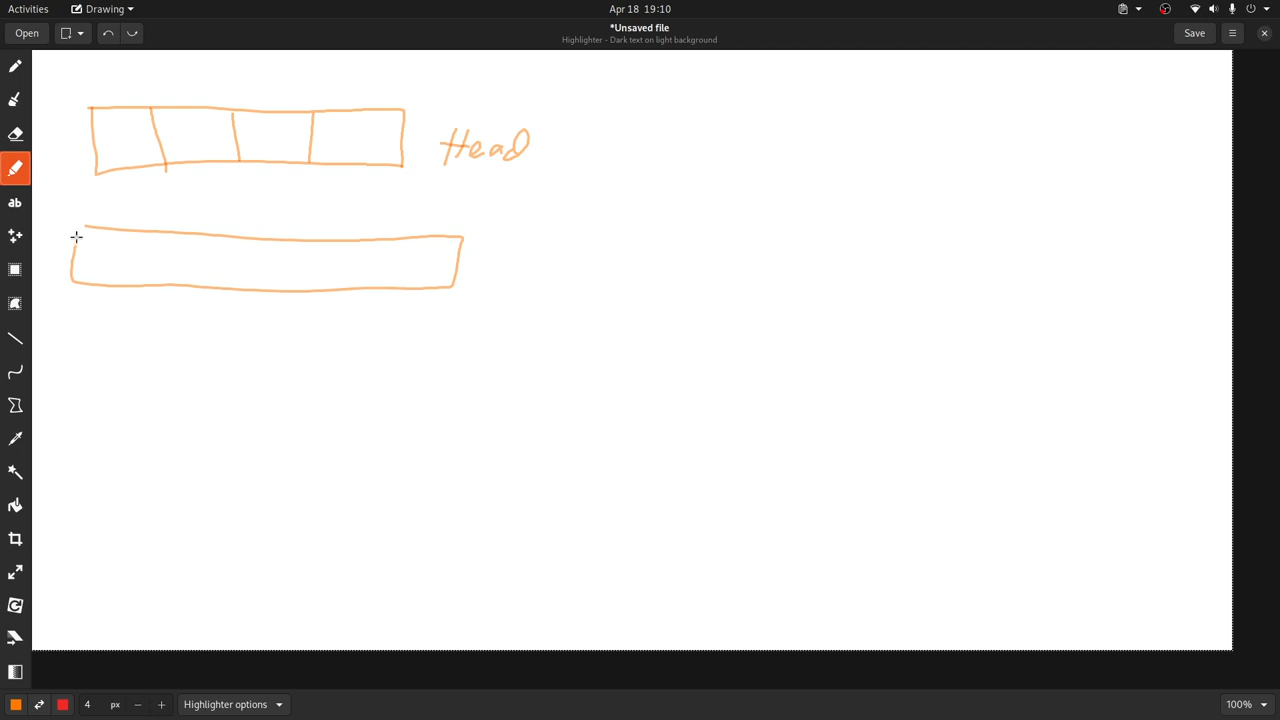 Activities
Drawing
Apr 18 19:10
Open
*Unsaved file
Highlighter - Dark text on light background
Save
Head
ab
4 px
Highlighter options
100%